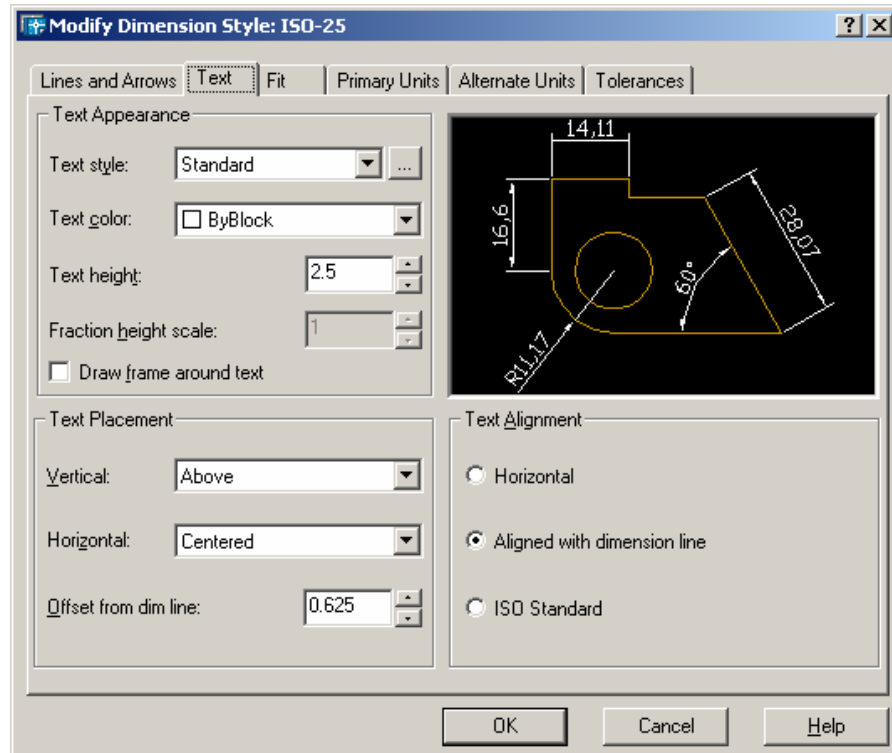 Modify Dimension Style: ISO-25
Lines and Arrows Text Fit Primary Units Alternate Units Tolerances
Text Appearance
Text style: Standard ...
Text color: ByBlock
Text height: 2.5
Fraction height scale: 1
Draw frame around text
14,11
16,6
28,07
60°
R11,17
Text Placement
Vertical: Above
Horizontal: Centered
Offset from dim line: 0.625
Text Alignment
Horizontal
Aligned with dimension line
ISO Standard
OK Cancel Help